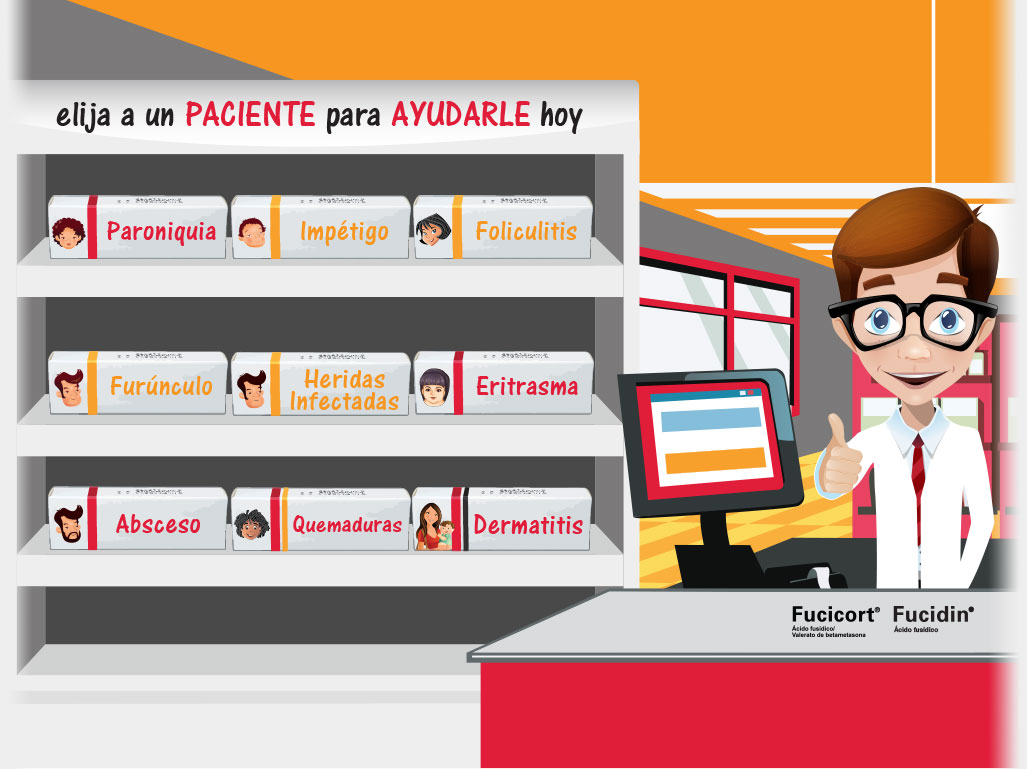 elija a un PACIENTE para AYUDARLE hoy
Paroniquia
Impétigo
Foliculitis
Furúnculo
Heridas
Infectadas
Eritrasma
Absceso
Quemaduras
Dermatitis
Fucicort®
Ácido fusídico/
Valerato de betametasona
Fucidin®
Ácido fusídico